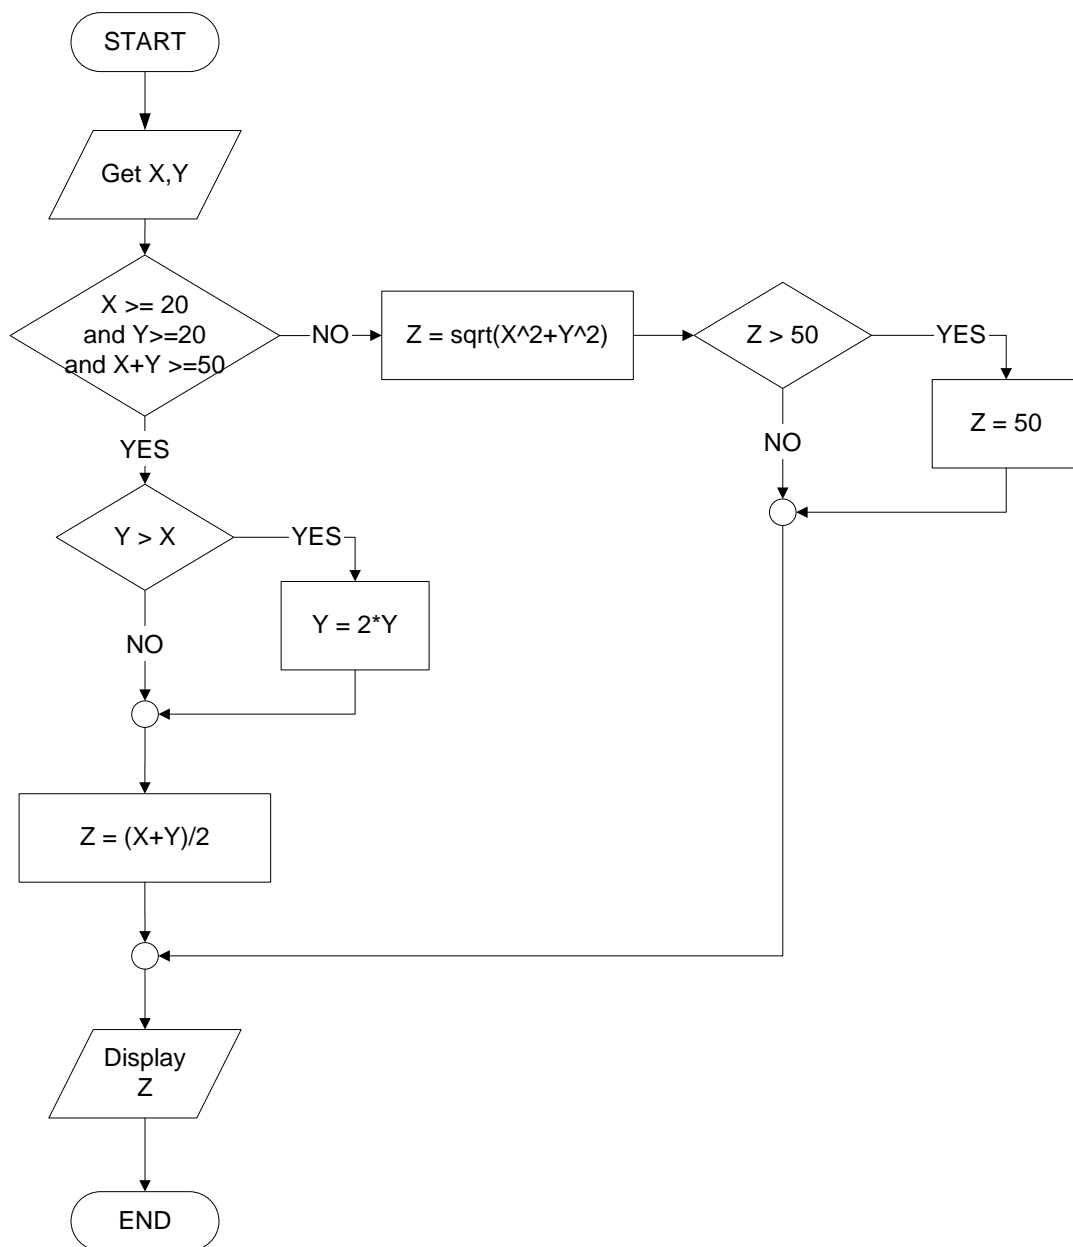 START
Get X,Y
X >= 20
and Y>=20
and X+Y >=50
NO
Z = sqrt(X^2+Y^2)
Z > 50
YES
Z = 50
NO
YES
Y > X
YES
Y = 2*Y
NO
Z = (X+Y)/2
Display
Z
END